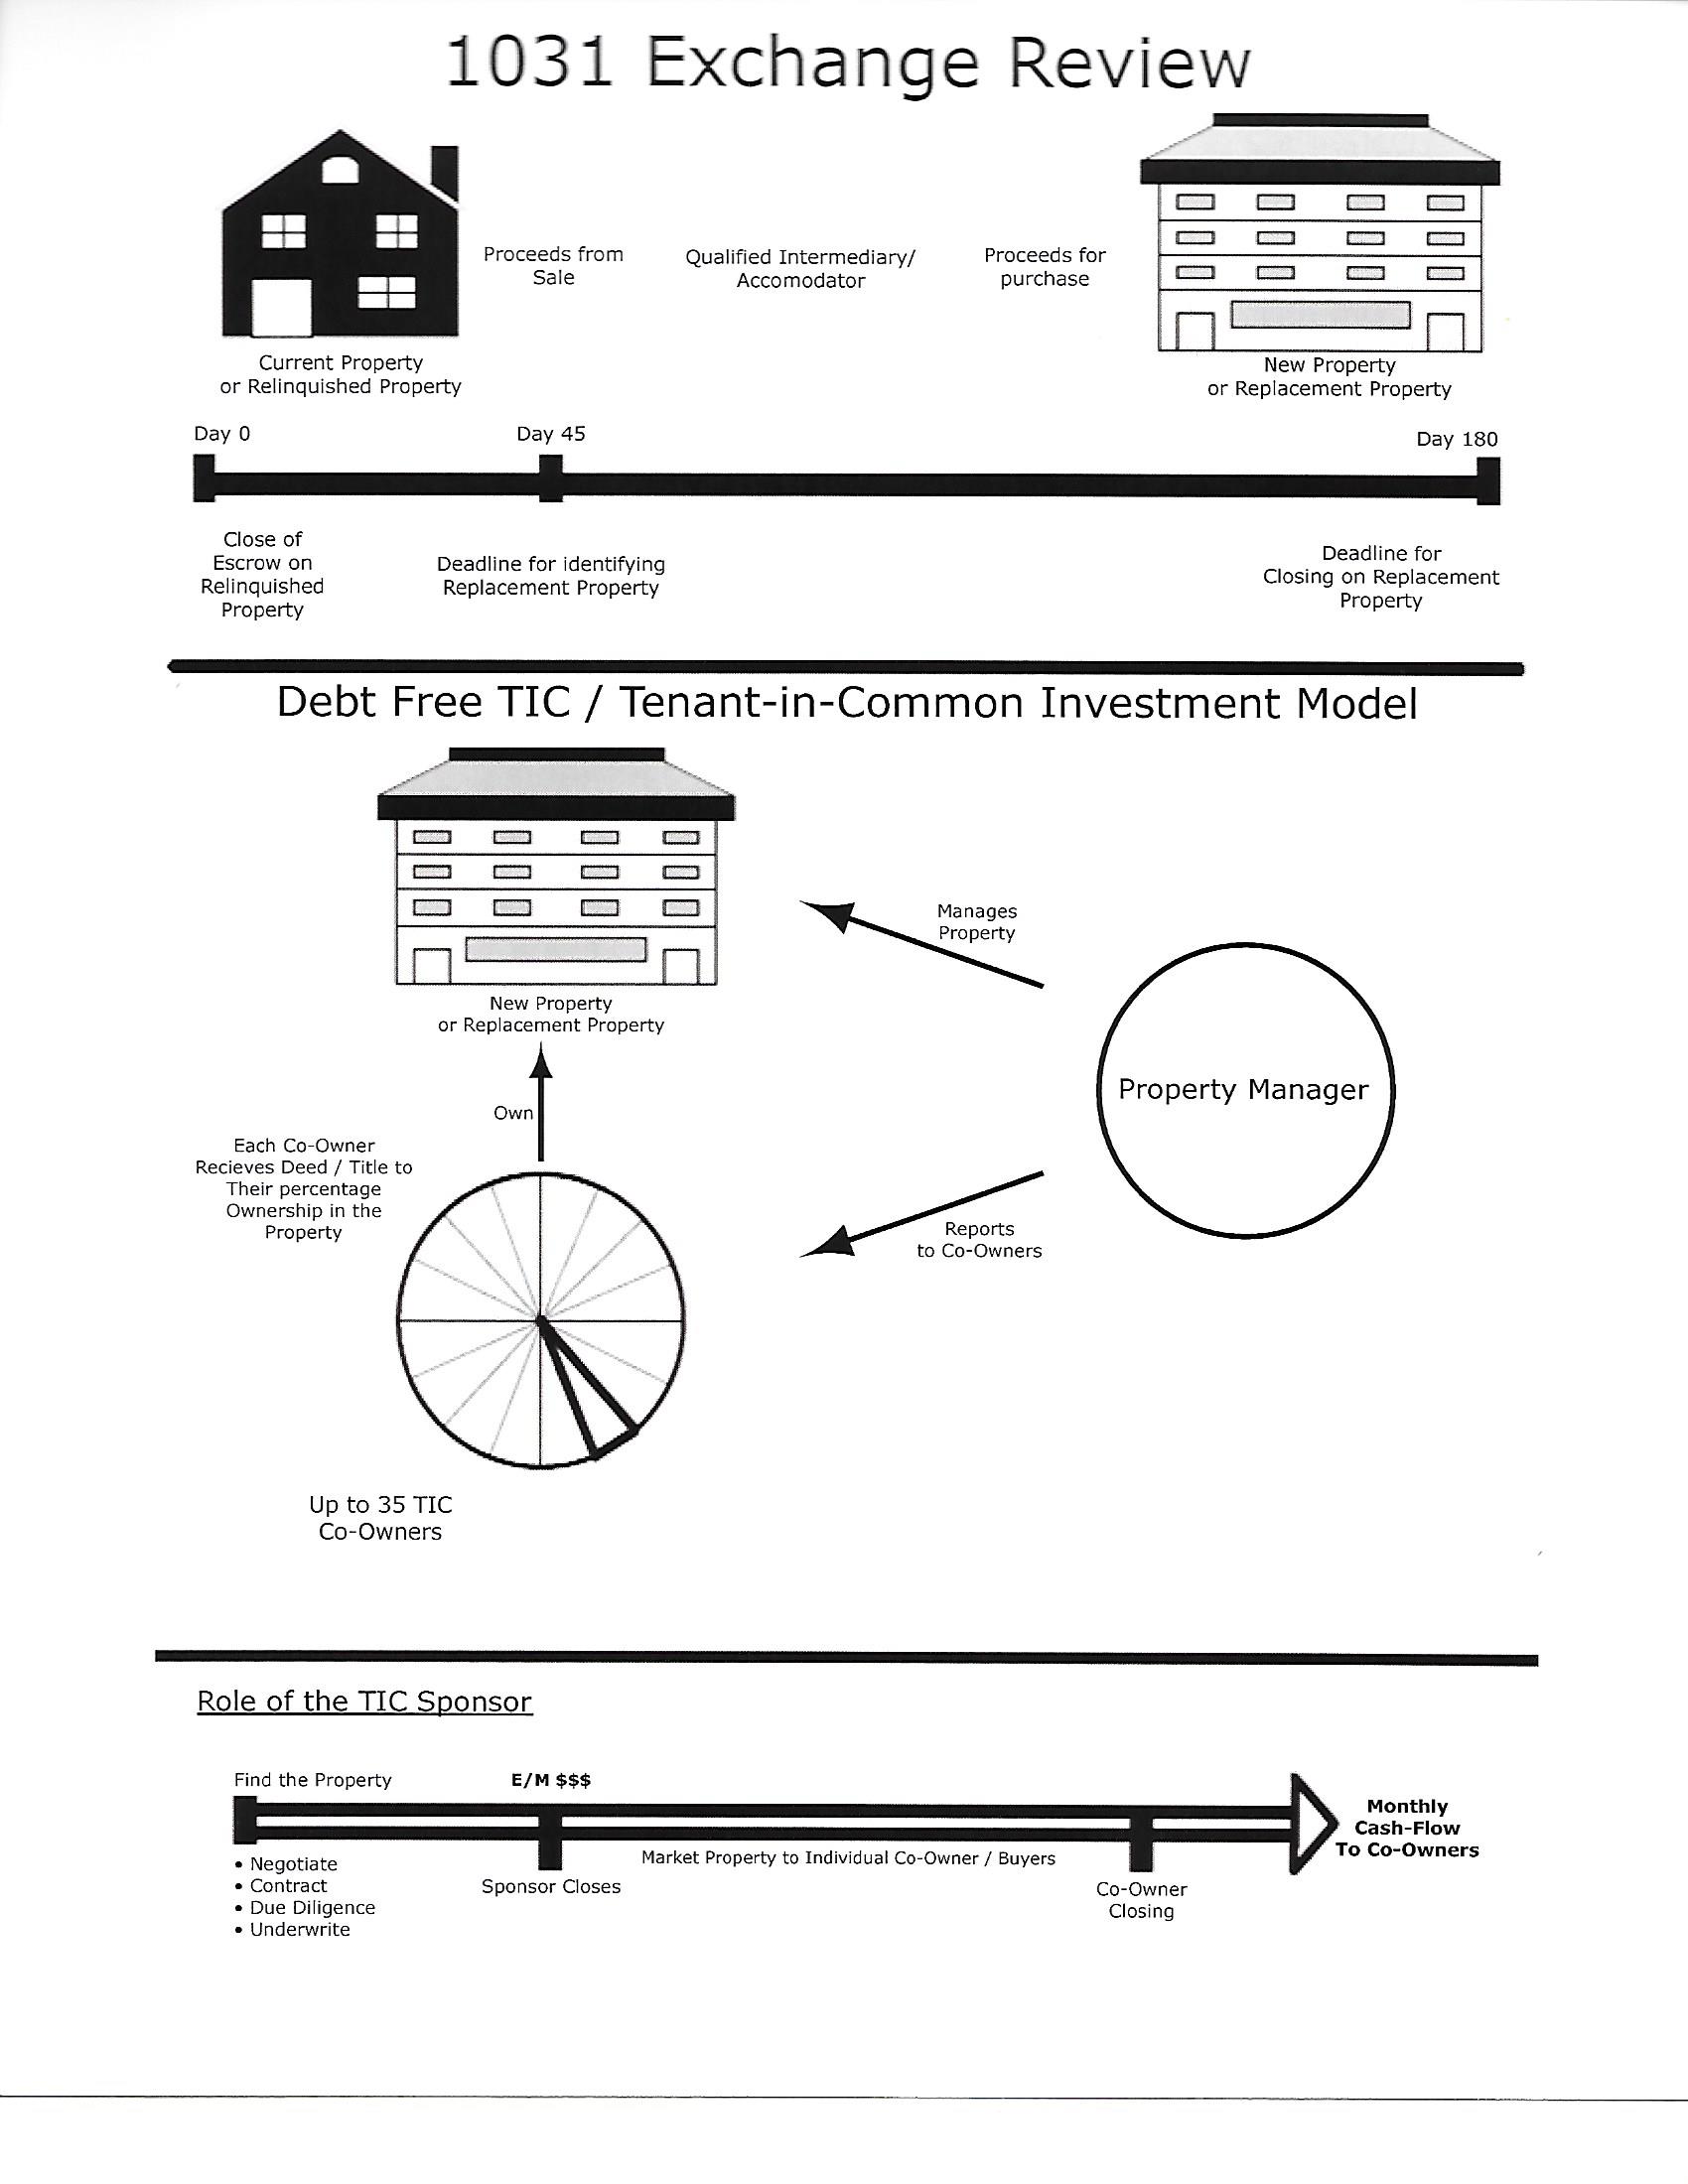 1031 Exchange Review
Proceeds from
Sale
Qualified Intermediary/
Accomodator
Proceeds for
purchase
Current Property
or Relinquished Property
New Property
or Replacement Property
Day 0
Day 45
Day 180
Close of
Escrow on
Relinquished
Property
Deadline for identifying
Replacement Property
Deadline for
Closing on Replacement
Property
Debt Free TIC / Tenant-in-Common Investment Model
Manages
Property
New Property
or Replacement Property
Property Manager
Own
Each Co-Owner
Recieves Deed / Title to
Their percentage
Ownership in the
Property
Reports
to Co-Owners
Up to 35 TIC
Co-Owners
Role of the TIC Sponsor
Find the Property
E/M $$$
Monthly
Cash-Flow
To Co-Owners
• Negotiate
• Contract
• Due Diligence
• Underwrite
Sponsor Closes
Market Property to Individual Co-Owner / Buyers
Co-Owner
Closing